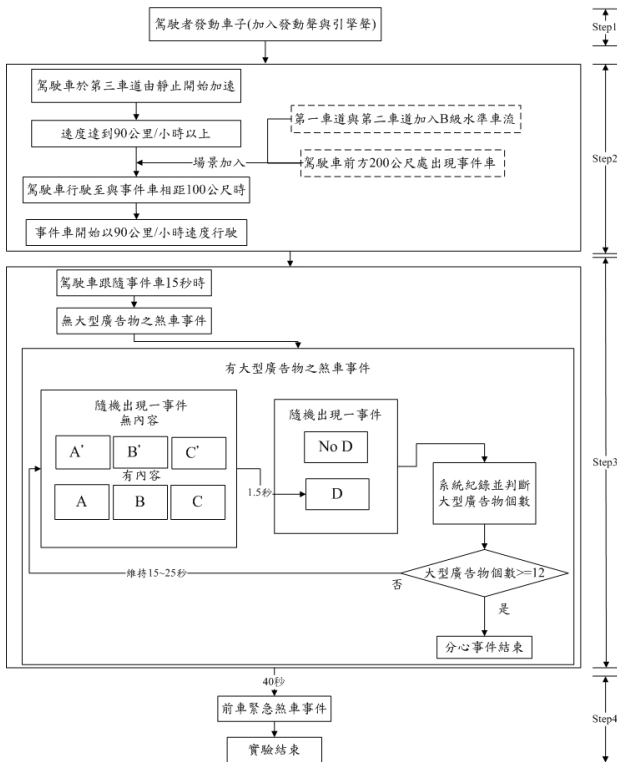 駕駛者發動車子(加入發動聲與引擎聲)
Step1
駕駛車於第三車道由靜止開始加速
速度達到90公里/小時以上
第一車道與第二車道加入B級水準車流
場景加入
駕駛車前方200公尺處出現事件車
Step2
駕駛車行駛至與事件車相距100公尺時
事件車開始以90公里/小時速度行駛
駕駛車跟隨事件車15秒時
無大型廣告物之煞車事件
有大型廣告物之煞車事件
隨機出現一事件
無內容
A'
B'
C'
有內容
A
B
C
1.5秒
隨機出現一事件
No D
D
系統紀錄並判斷
大型廣告物個數
Step3
大型廣告物個數>=12
否
維持15~25秒
是
分心事件結束
40秒
前車緊急煞車事件
Step4
實驗結束